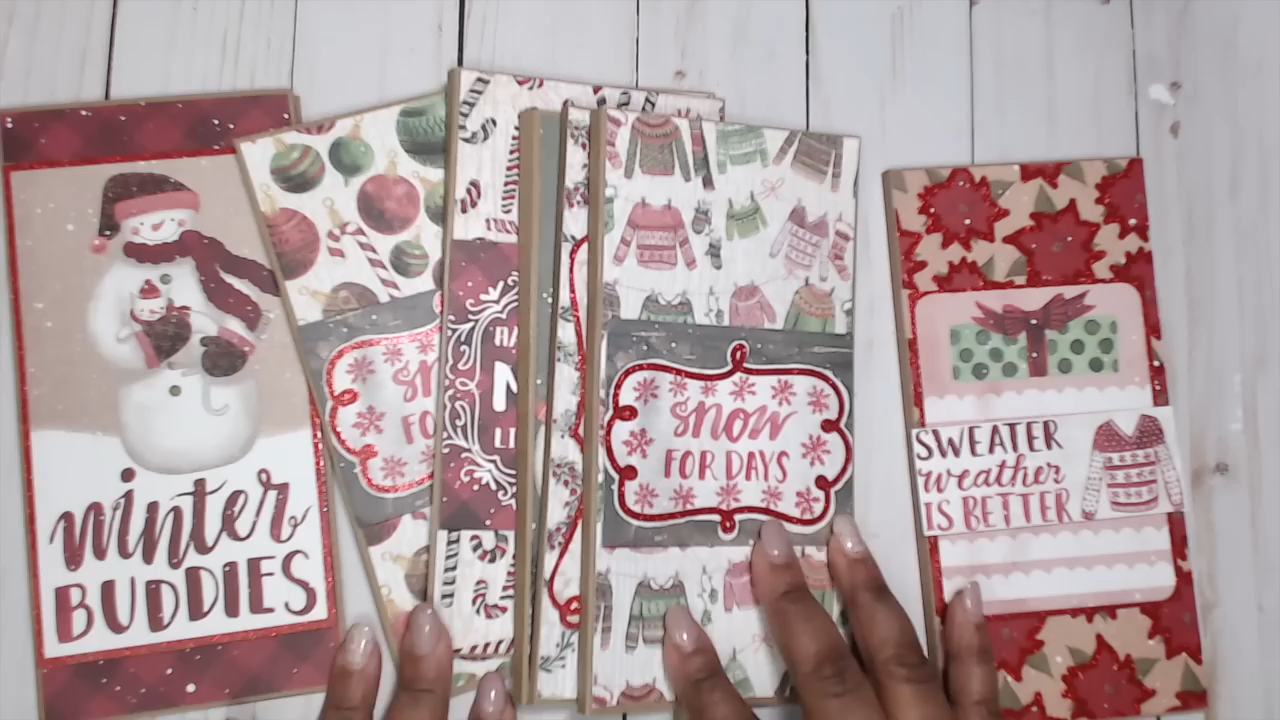 winter
BUDDIES
snow
FOR DAYS
SWEATER
weather
IS BETTER